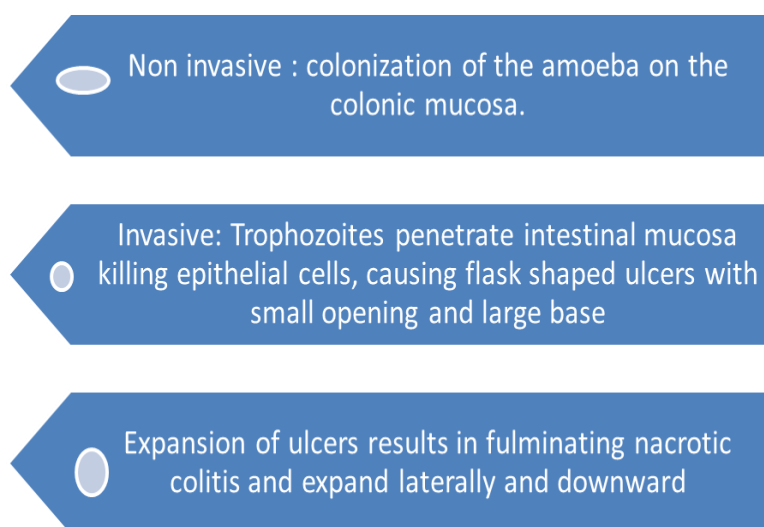 Non invasive : colonization of the amoeba on the
colonic mucosa.
Invasive: Trophozoites penetrate intestinal mucosa
killing epithelial cells, causing flask shaped ulcers with
small opening and large base
Expansion of ulcers results in fulminating nacrotic
colitis and expand laterally and downward